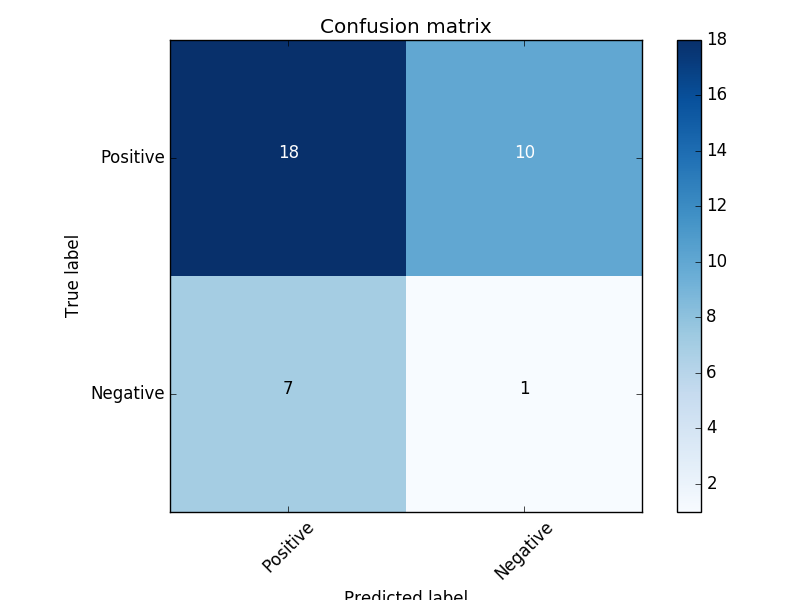 Confusion matrix
18
16
14
12
10
8
6
4
2
True label
Positive
18
10
Negative
7
1
Positive
Negative
Predicted label